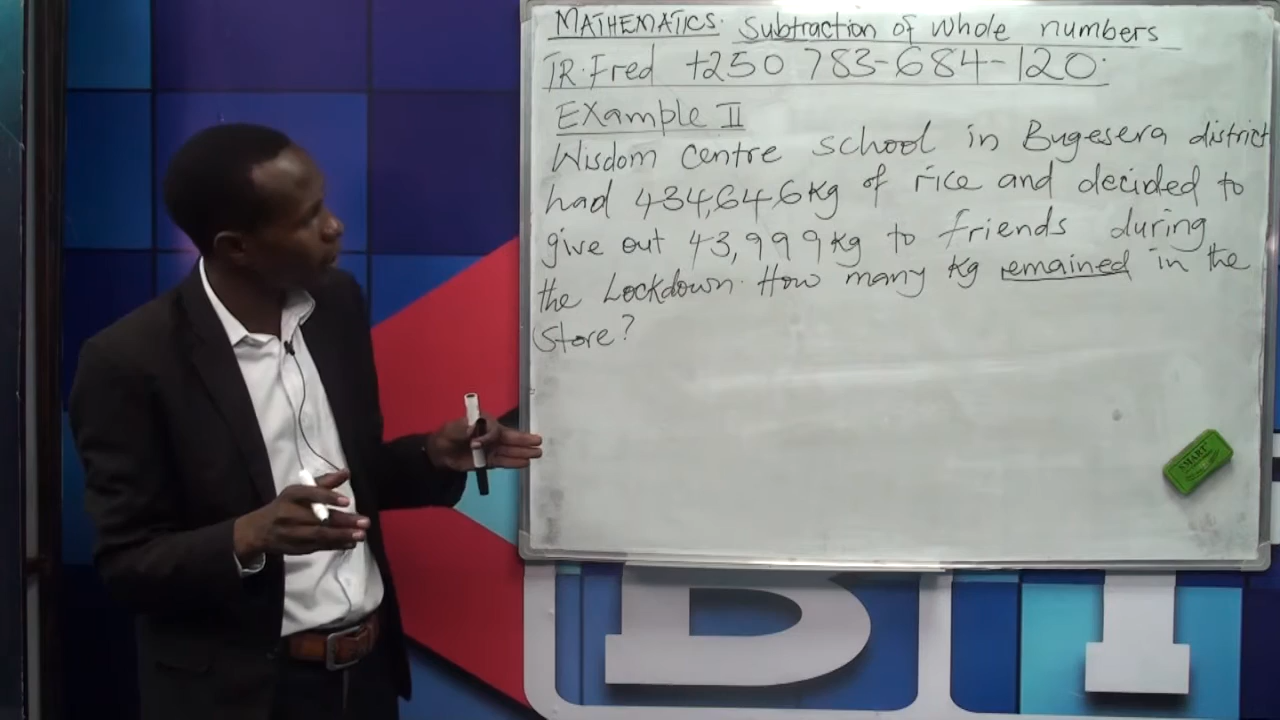 MATHEMATICS. Subtraction of whole numbers
TR. Fred +250 783-684-120.
EXample II
Wisdom centre school in Bugesera district
had 434,646kg of rice and decided to
give out 43,999kg to friends during
the Lockdown. How many kg remained in the
Store?
SMART
BT